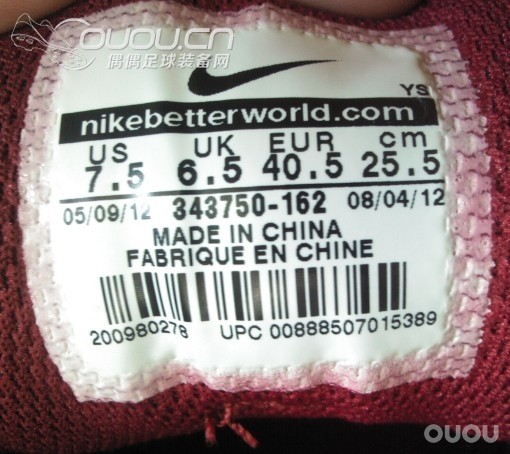 OUOU.CN
偶偶足球装备网
YS
nikebetterworld.com
US UK EUR cm
7.5 6.5 40.5 25.5
05/09/12 343750-162 08/04/12
MADE IN CHINA
FABRIQUE EN CHINE
200980278 UPC 00888507015389
OUOU